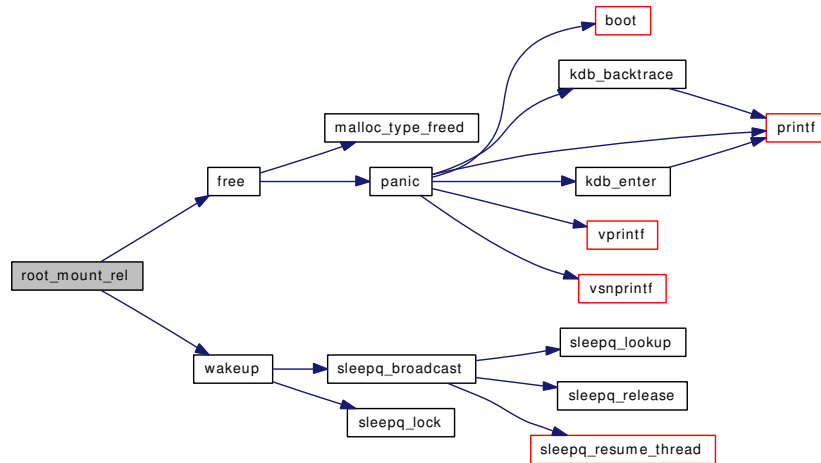 boot
kdb_backtrace
malloc_type_freed
printf
free
panic
kdb_enter
vprintf
root_mount_rel
vsnprintf
sleepq_lookup
wakeup
sleepq_broadcast
sleepq_release
sleepq_lock
sleepq_resume_thread